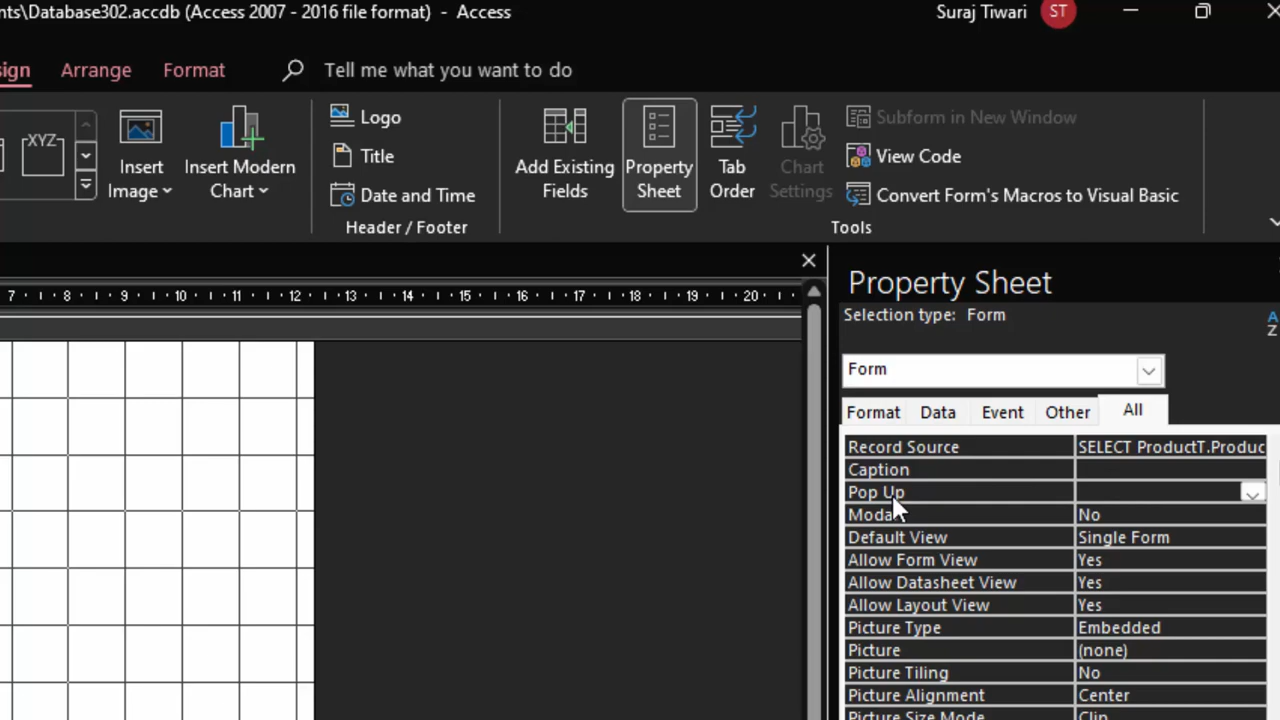 nts\Database302.accdb (Access 2007 - 2016 file format) - Access
Suraj Tiwari
ST
sign
Arrange
Format
Tell me what you want to do
XYZ
Insert
Image
Insert Modern
Chart
Logo
Title
Date and Time
Header / Footer
Add Existing
Fields
Property
Sheet
Tab
Order
Chart
Settings
Subform in New Window
View Code
Convert Form's Macros to Visual Basic
Tools
7 8 9 10 11 12 13 14 15 16 17 18 19 20
Property Sheet
Selection type: Form
A
Z
Form
Format Data Event Other All
Record Source SELECT ProductT.Produc
Caption
Pop Up
Modal No
Default View Single Form
Allow Form View Yes
Allow Datasheet View Yes
Allow Layout View Yes
Picture Type Embedded
Picture (none)
Picture Tiling No
Picture Alignment Center
Picture Size Mode Clip